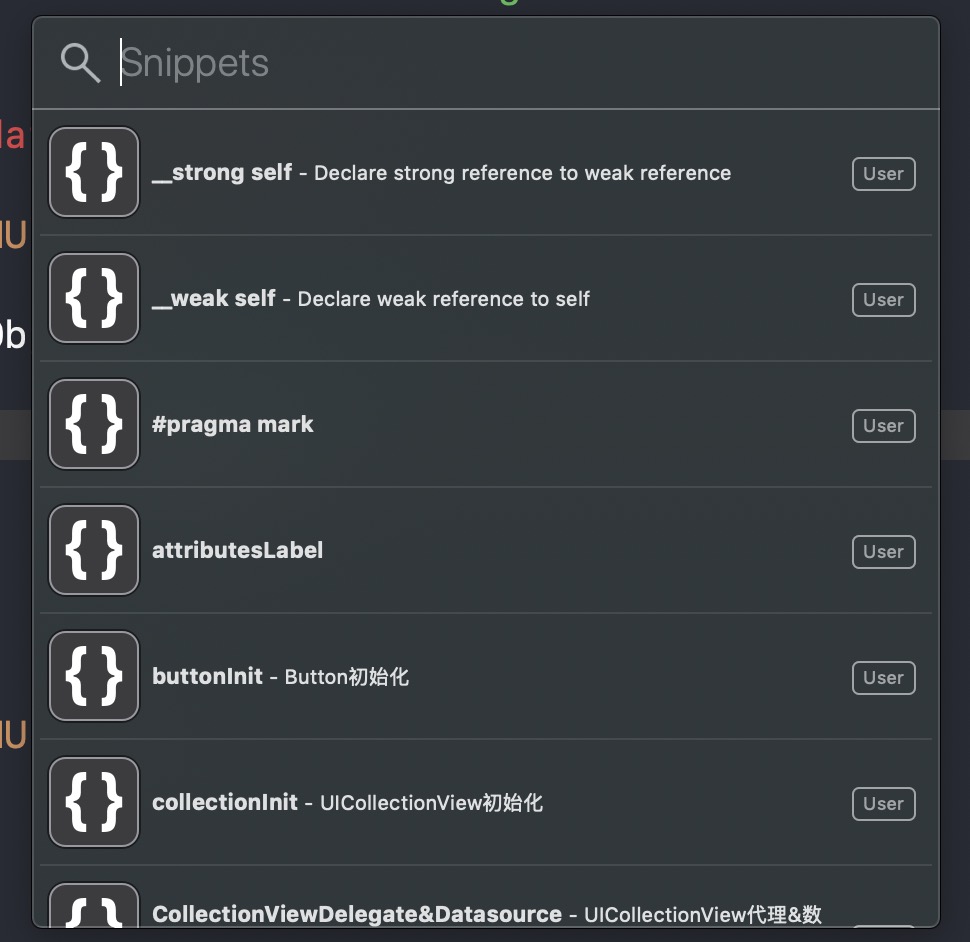 Snippets
__strong self - Declare strong reference to weak reference
User
__weak self - Declare weak reference to self
User
#pragma mark
User
attributesLabel
User
buttonInit - Button初始化
User
collectionInit - UICollectionView初始化
User
CollectionViewDelegate&Datasource - UICollectionView代理&数